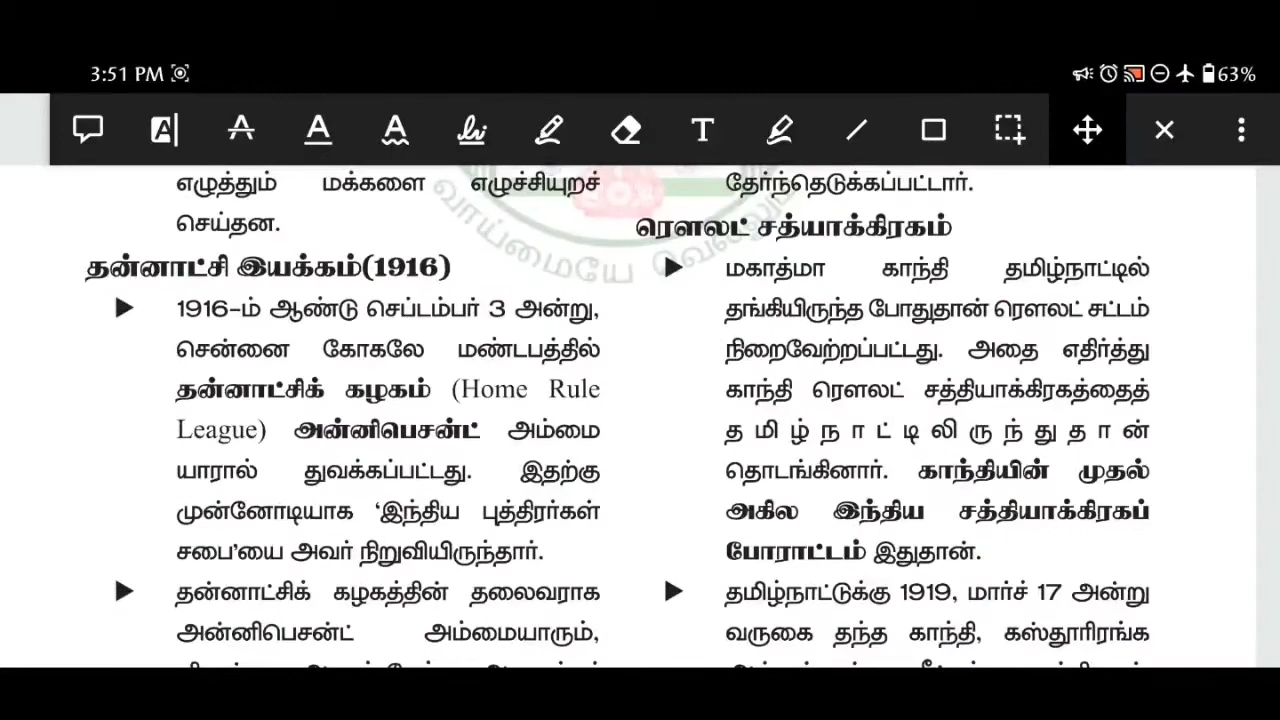 3:51 PM
63%
எழுத்தும் மக்களை எழுச்சியுறச்
செய்தன.
தன்னாட்சி இயக்கம்(1916)
1916-ம் ஆண்டு செப்டம்பர் 3 அன்று,
சென்னை கோகலே மண்டபத்தில்
தன்னாட்சிக் கழகம் (Home Rule
League) அன்னிபெசன்ட் அம்மை
யாரால் துவக்கப்பட்டது. இதற்கு
முன்னோடியாக ‘இந்திய புத்திரர்கள்
சபை’யை அவர் நிறுவியிருந்தார்.
தன்னாட்சிக் கழகத்தின் தலைவராக
அன்னிபெசன்ட் அம்மையாரும்,
தேர்ந்தெடுக்கப்பட்டார்.
ரௌலட் சத்யாக்கிரகம்
மகாத்மா காந்தி தமிழ்நாட்டில்
தங்கியிருந்த போதுதான் ரௌலட் சட்டம்
நிறைவேற்றப்பட்டது. அதை எதிர்த்து
காந்தி ரௌலட் சத்தியாக்கிரகத்தைத்
தமிழ்நாட்டிலிருந்துதான்
தொடங்கினார். காந்தியின் முதல்
அகில இந்திய சத்தியாக்கிரகப்
போராட்டம் இதுதான்.
தமிழ்நாட்டுக்கு 1919, மார்ச் 17 அன்று
வருகை தந்த காந்தி, கஸ்தூரிரங்க
வாய்மையே